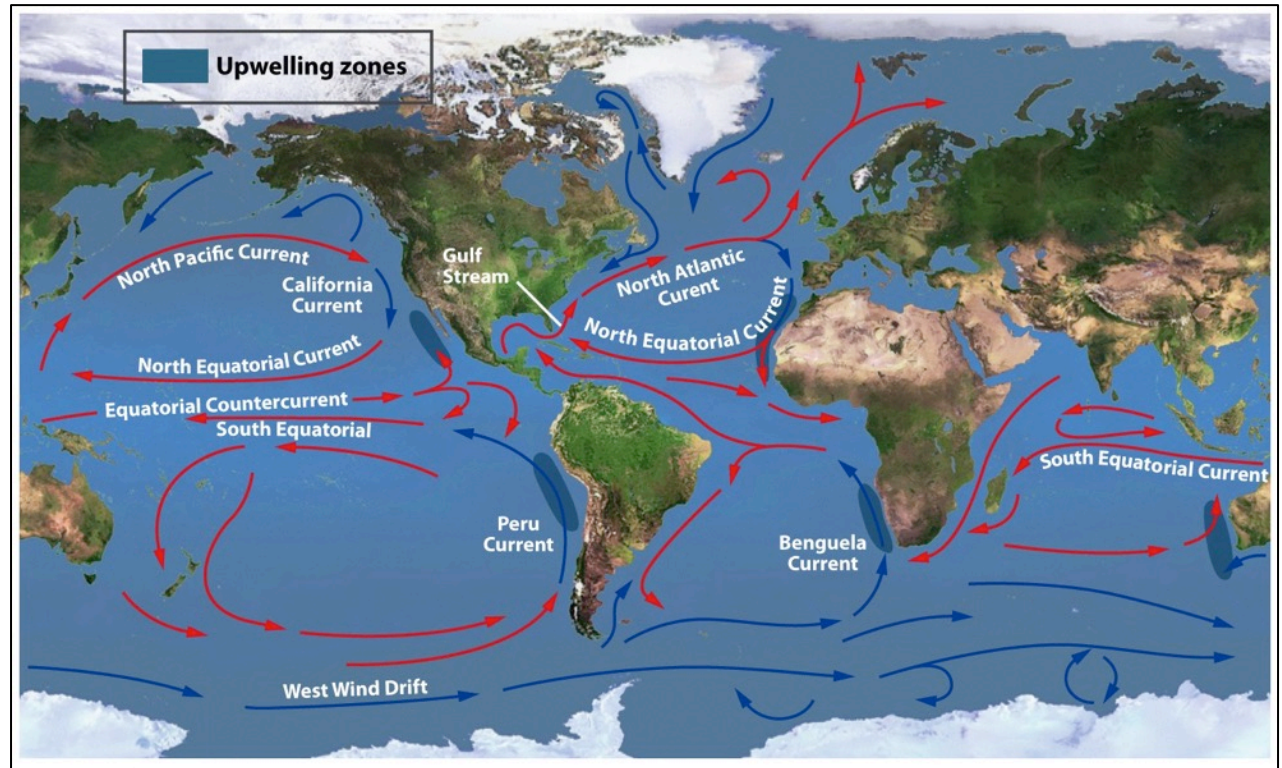 Upwelling zones
Gulf
Stream
North Pacific Current
California
Current
North Atlantic
Curent
North Equatorial Current
North Equatorial Current
Equatorial Countercurrent
South Equatorial
South Equatorial Current
Peru
Current
Benguela
Current
West Wind Drift